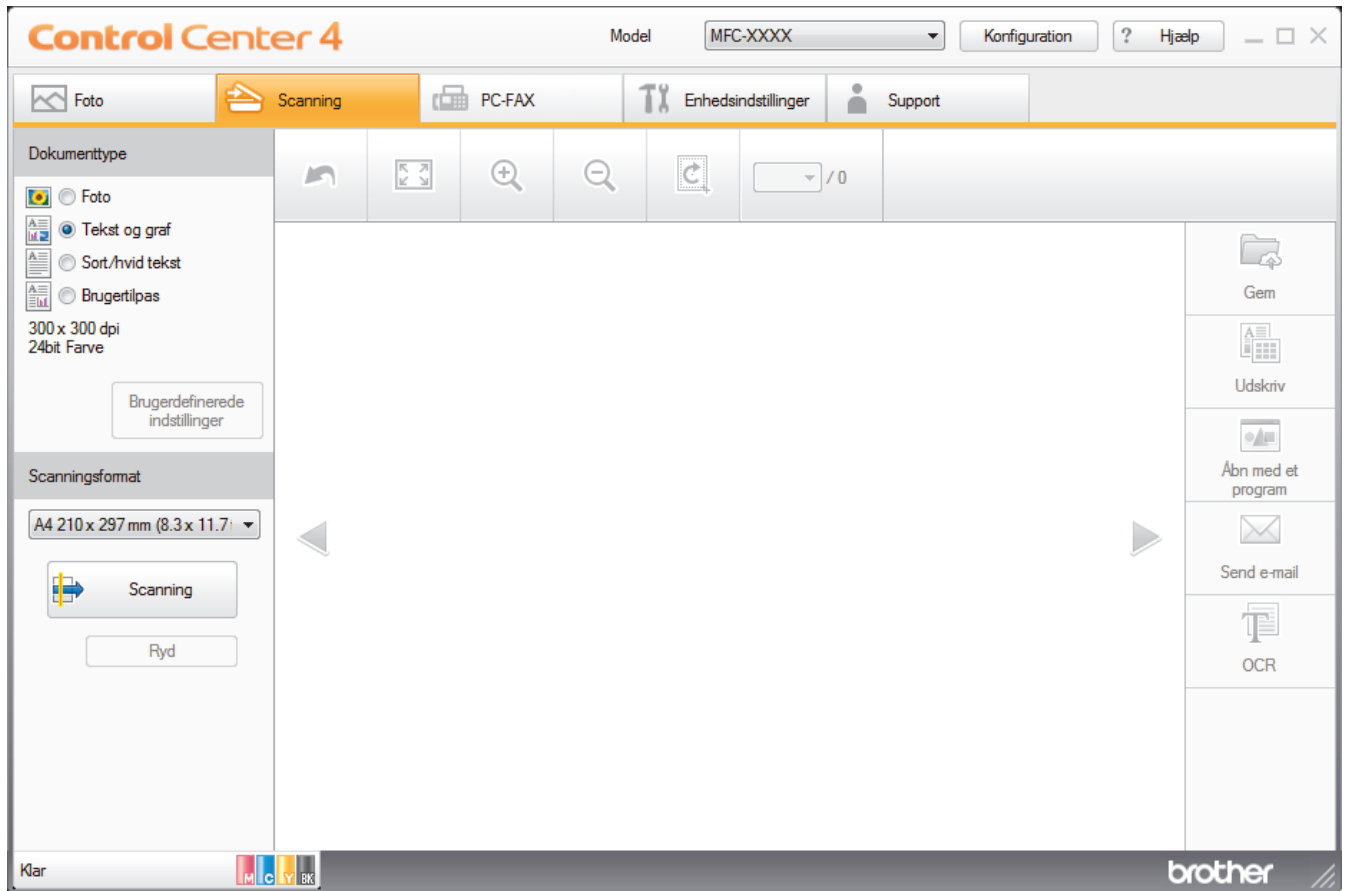 Control Center 4
Model
MFC-XXXX
Konfiguration
? Hjælp
Foto
Scanning
PC-FAX
Enhedsindstillinger
Support
Dokumenttype
Foto
Tekst og graf
Sort/hvid tekst
Brugertilpas
300 x 300 dpi
24bit Farve
Brugerdefinerede
indstillinger
Scanningsformat
A4 210 x 297 mm (8.3 x 11.7
Scanning
Ryd
/ 0
Gem
Udskriv
Åbn med et
program
Send e-mail
OCR
Klar
M C Y BK
brother